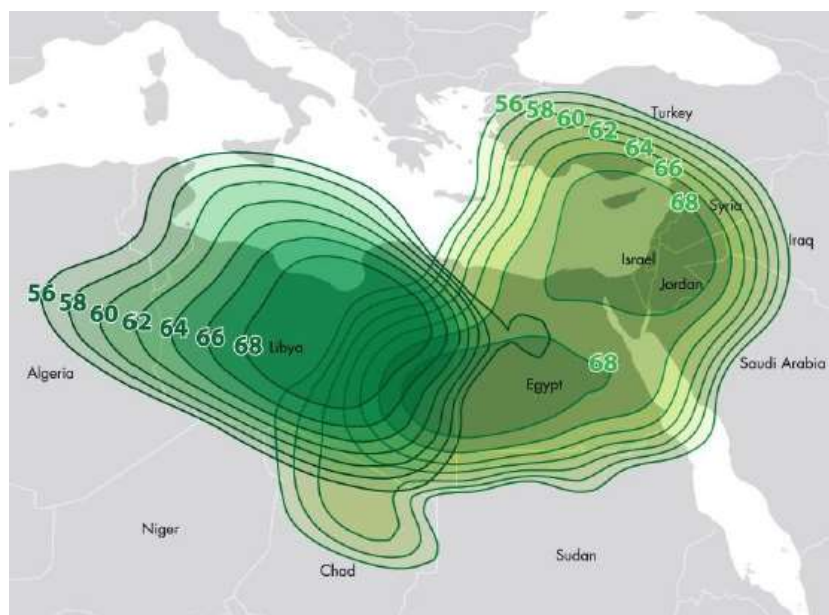 56
58
60
62
64
66
68
Turkey
Syria
Iraq
Israel
Jordan
56
58
60
62
64
66
68
Libya
Algeria
68
Egypt
Saudi Arabia
Niger
Chad
Sudan